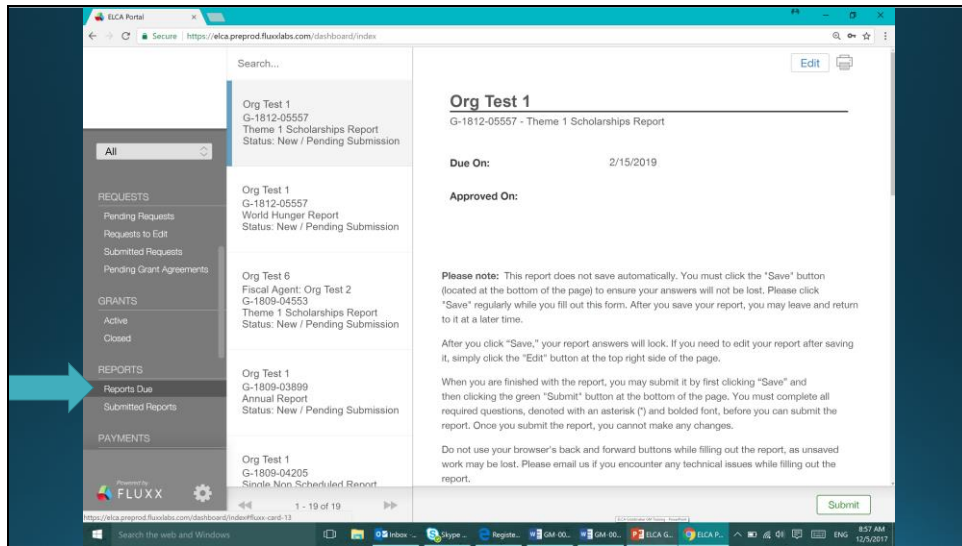 ELCA Portal
Secure | https://elca.preprod.fluxxlabs.com/dashboard/index
All
REQUESTS
Pending Requests
Requests to Edit
Submitted Requests
Pending Grant Agreements
GRANTS
Active
Closed
REPORTS
Reports Due
Submitted Reports
PAYMENTS
Powered by
FLUXX
https://elca.preprod.fluxxlabs.com/dashboard/index#fluxx-card-13
Search...
Org Test 1
G-1812-05557
Theme 1 Scholarships Report
Status: New / Pending Submission
Org Test 1
G-1812-05557
World Hunger Report
Status: New / Pending Submission
Org Test 6
Fiscal Agent: Org Test 2
G-1809-04553
Theme 1 Scholarships Report
Status: New / Pending Submission
Org Test 1
G-1809-03899
Annual Report
Status: New / Pending Submission
Org Test 1
G-1809-04205
Single Non Scheduled Report
1 - 19 of 19
Edit
Org Test 1
G-1812-05557 - Theme 1 Scholarships Report
Due On: 2/15/2019
Approved On:
Please note: This report does not save automatically. You must click the "Save" button
(located at the bottom of the page) to ensure your answers will not be lost. Please click
"Save" regularly while you fill out this form. After you save your report, you may leave and return
to it at a later time.
After you click "Save," your report answers will lock. If you need to edit your report after saving
it, simply click the "Edit" button at the top right side of the page.
When you are finished with the report, you may submit it by first clicking "Save" and
then clicking the green "Submit" button at the bottom of the page. You must complete all
required questions, denoted with an asterisk (*) and bolded font, before you can submit the
report. Once you submit the report, you cannot make any changes.
Do not use your browser's back and forward buttons while filling out the report, as unsaved
work may be lost. Please email us if you encounter any technical issues while filling out the
report.
Submit
Search the web and Windows
Inbox -...
Skype ...
Registe...
GM-00...
GM-00...
ELCA G...
ELCA P...
ENG
8:57 AM
12/5/2017